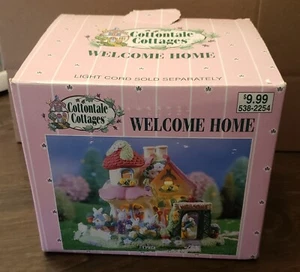 Cottontale
Cottages
WELCOME HOME
LIGHT CORD SOLD SEPARATELY
$9.99
538-2254
Cottontale
Cottages
WELCOME HOME